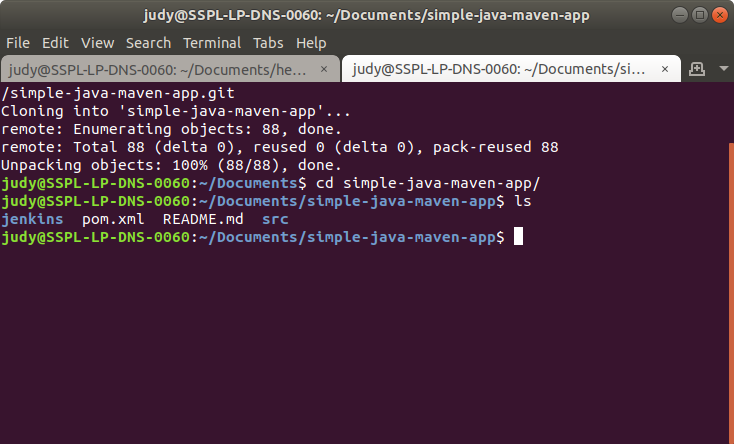 judy@SSPL-LP-DNS-0060: ~/Documents/simple-java-maven-app
File Edit View Search Terminal Tabs Help
judy@SSPL-LP-DNS-0060: ~/Documents/he... × judy@SSPL-LP-DNS-0060: ~/Documents/si... ×
/simple-java-maven-app.git
Cloning into 'simple-java-maven-app'...
remote: Enumerating objects: 88, done.
remote: Total 88 (delta 0), reused 0 (delta 0), pack-reused 88
Unpacking objects: 100% (88/88), done.
judy@SSPL-LP-DNS-0060:~/Documents$ cd simple-java-maven-app/
judy@SSPL-LP-DNS-0060:~/Documents/simple-java-maven-app$ ls
jenkins  pom.xml  README.md  src
judy@SSPL-LP-DNS-0060:~/Documents/simple-java-maven-app$